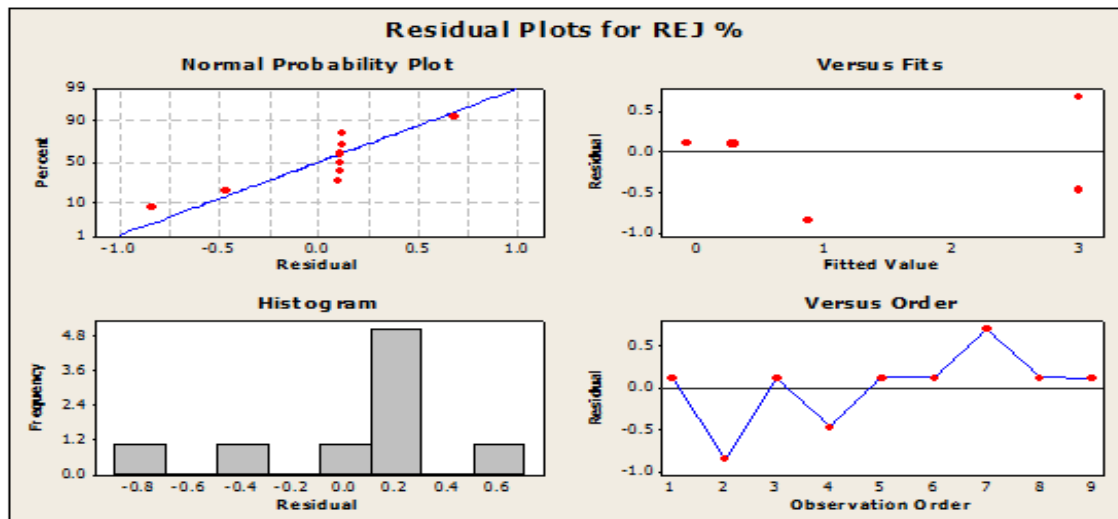 Residual Plots for REJ %
Normal Probability Plot
99
90
50
10
1
Percent
-1.0 -0.5 0.0 0.5 1.0
Residual
Versus Fits
0.5
0.0
-0.5
-1.0
Residual
0 1 2 3
Fitted Value
Histogram
4.8
3.6
2.4
1.2
0.0
Frequency
-0.8 -0.6 -0.4 -0.2 0.0 0.2 0.4 0.6
Residual
Versus Order
0.5
0.0
-0.5
-1.0
Residual
1 2 3 4 5 6 7 8 9
Observation Order